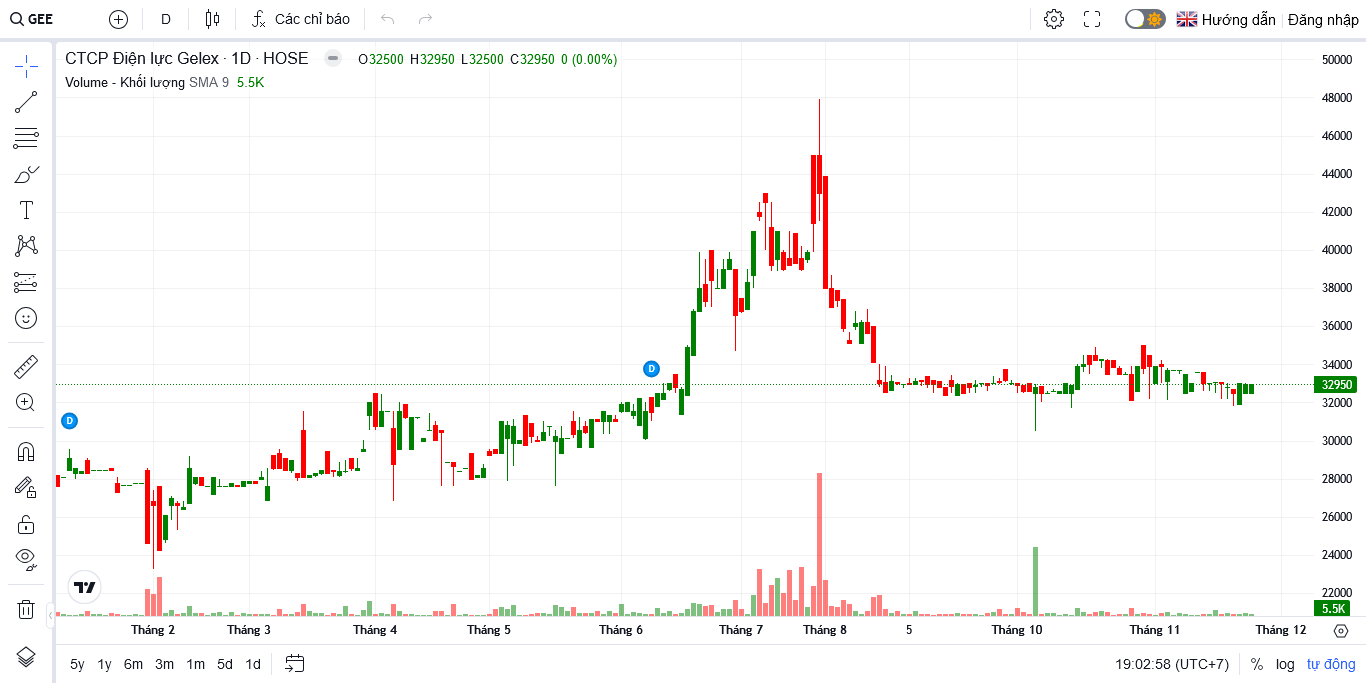 GEE D Các chỉ báo Hướng dẫn Đăng nhập
CTCP Điện lực Gelex · 1D · HOSE O32500 H32950 L32500 C32950 0 (0.00%)
Volume - Khối lượng SMA 9 5.5K
50000
48000
46000
44000
42000
40000
38000
36000
34000
32950
32000
30000
28000
26000
24000
22000
5.5K
D
D
Tháng 2 Tháng 3 Tháng 4 Tháng 5 Tháng 6 Tháng 7 Tháng 8 5 Tháng 10 Tháng 11 Tháng 12
5y 1y 6m 3m 1m 5d 1d 19:02:58 (UTC+7) % log tự động